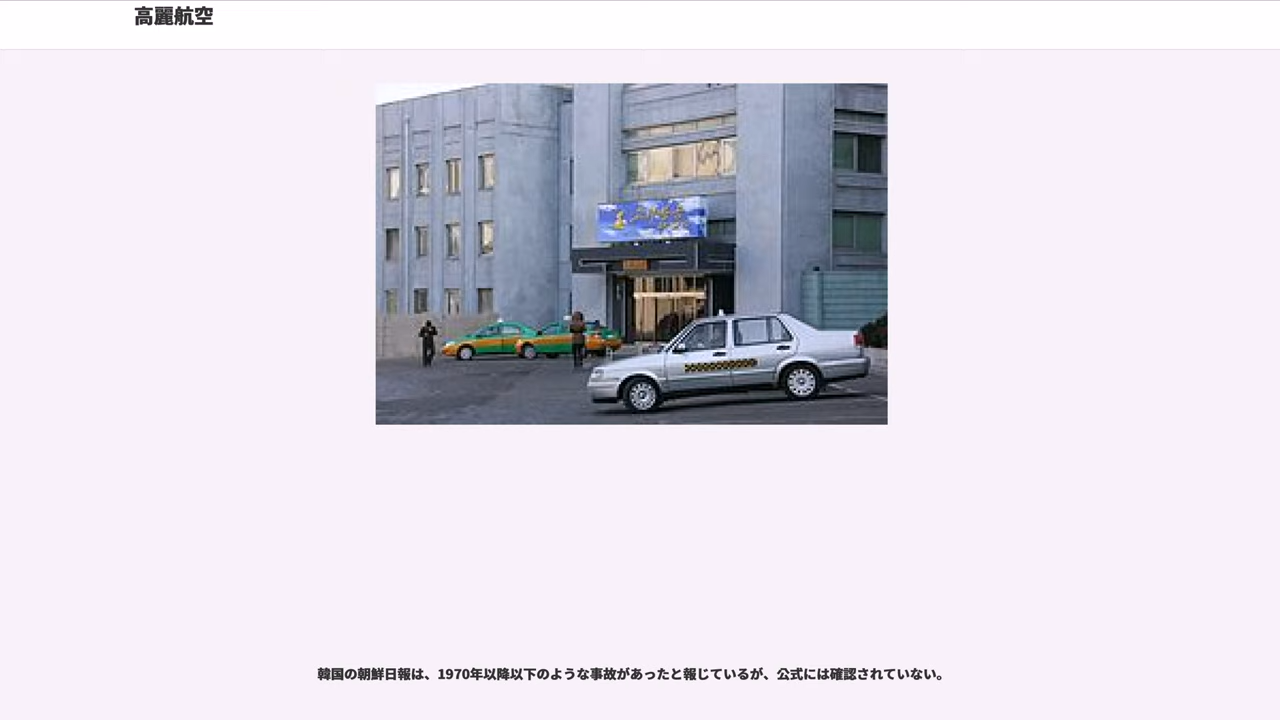 高麗航空
韓国の朝鮮日報は、1970年以降以下のような事故があったと報じているが、公式には確認されていない。